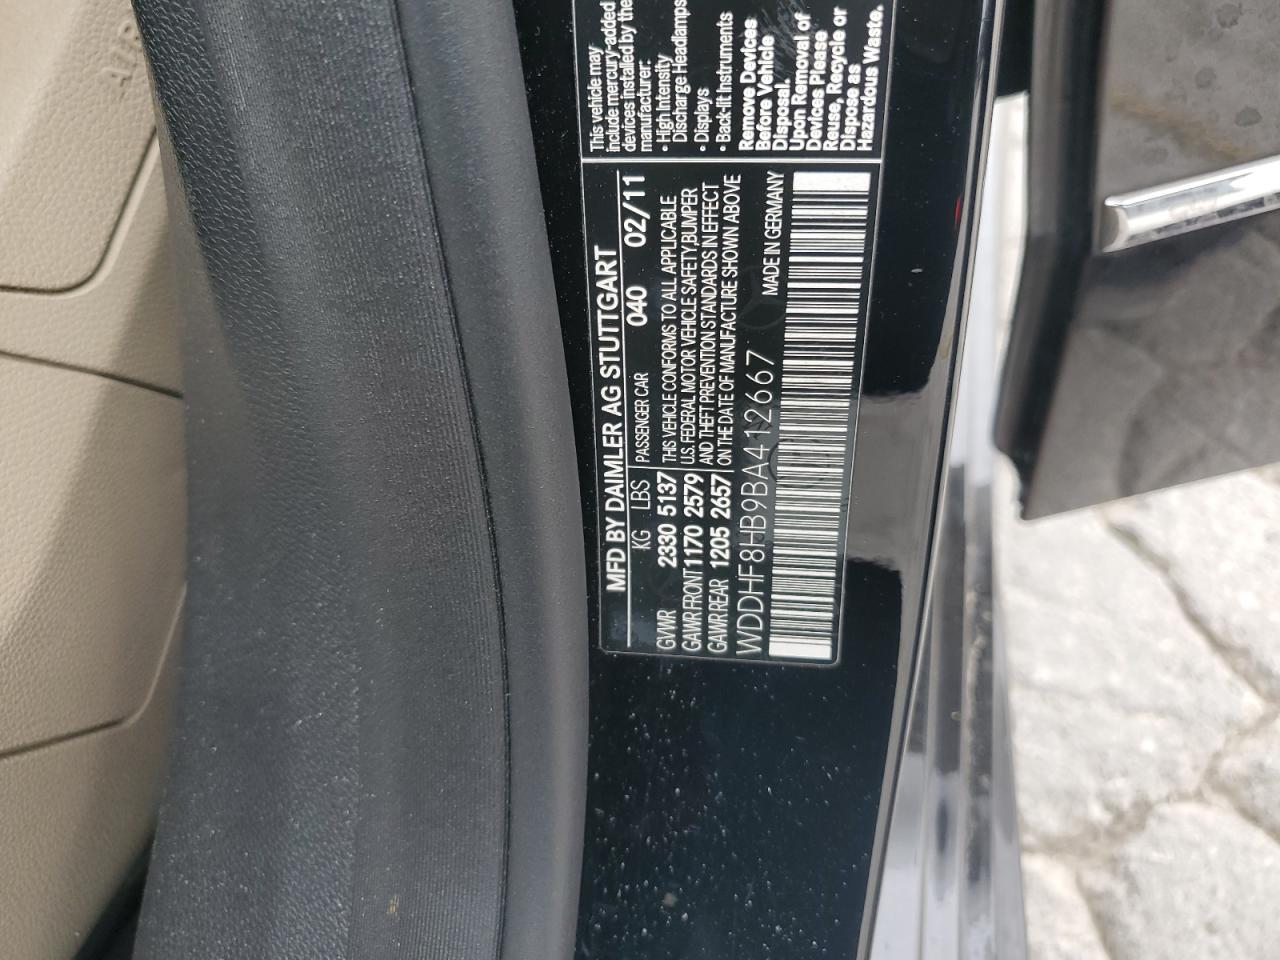 MFD BY DAIMLER AG STUTTGART
KG LBS PASSENGER CAR 040 02/11
GVWR 2330 5137
GAWR FRONT 1170 2579
GAWR REAR 1205 2657
THIS VEHICLE CONFORMS TO ALL APPLICABLE
U.S. FEDERAL MOTOR VEHICLE SAFETY,BUMPER
AND THEFT PREVENTION STANDARDS IN EFFECT
ON THE DATE OF MANUFACTURE SHOWN ABOVE
WDDHF8HB9BA412667 MADE IN GERMANY
This vehicle may
include mercury-added
devices installed by the
manufacturer:
• High Intensity
Discharge Headlamps
• Displays
• Back-lit Instruments
Remove Devices
Before Vehicle
Disposal.
Upon Removal of
Devices Please
Reuse, Recycle or
Dispose as
Hazardous Waste.